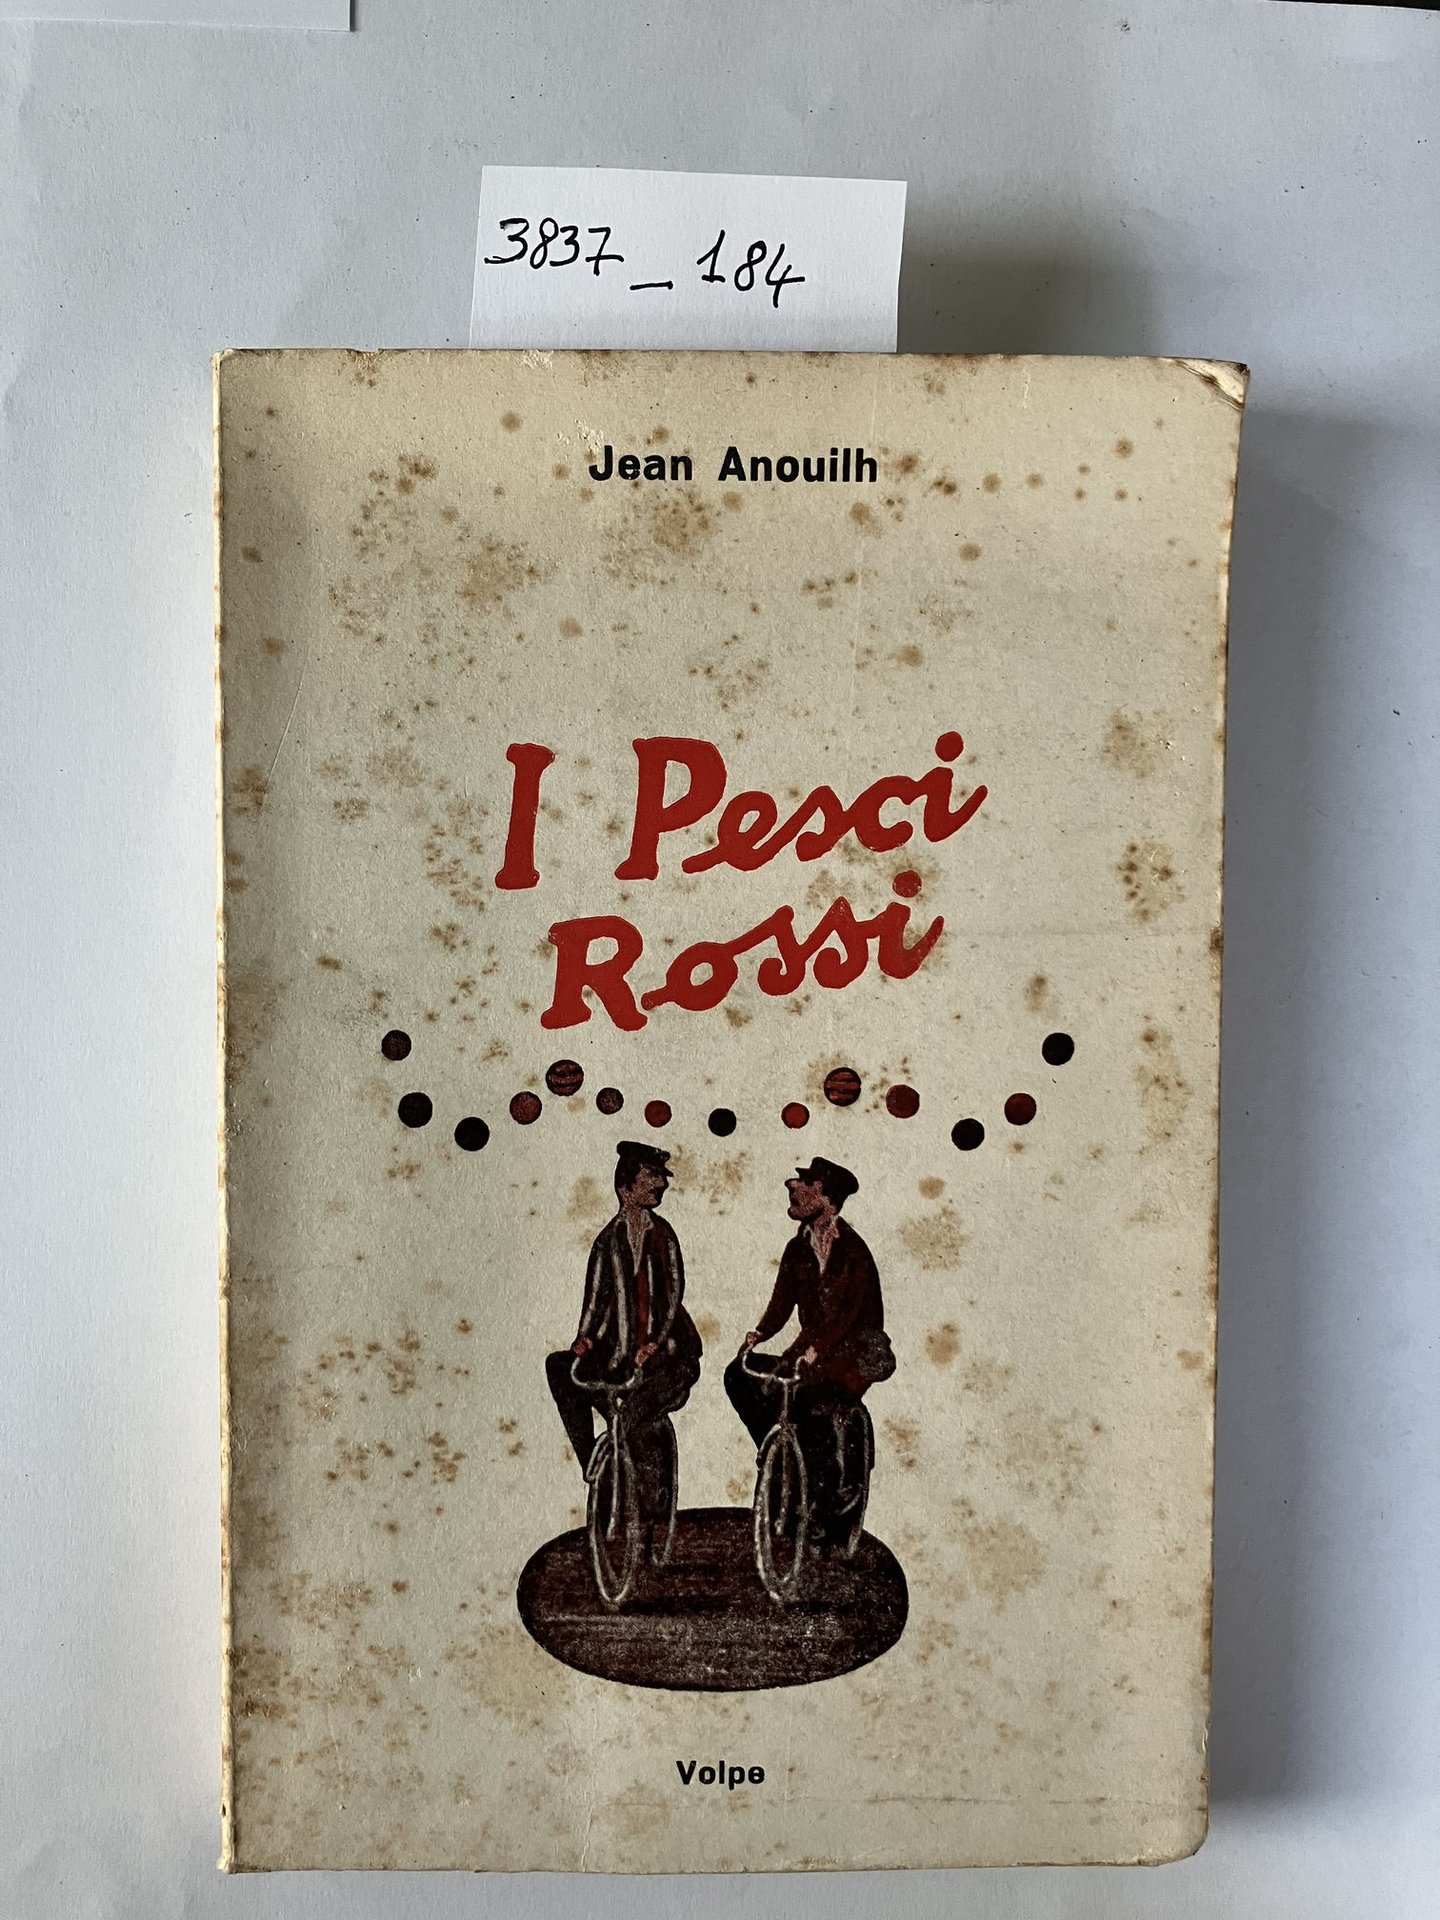 3837_184
Jean Anouilh
I Pesci
Rossi
Volpe